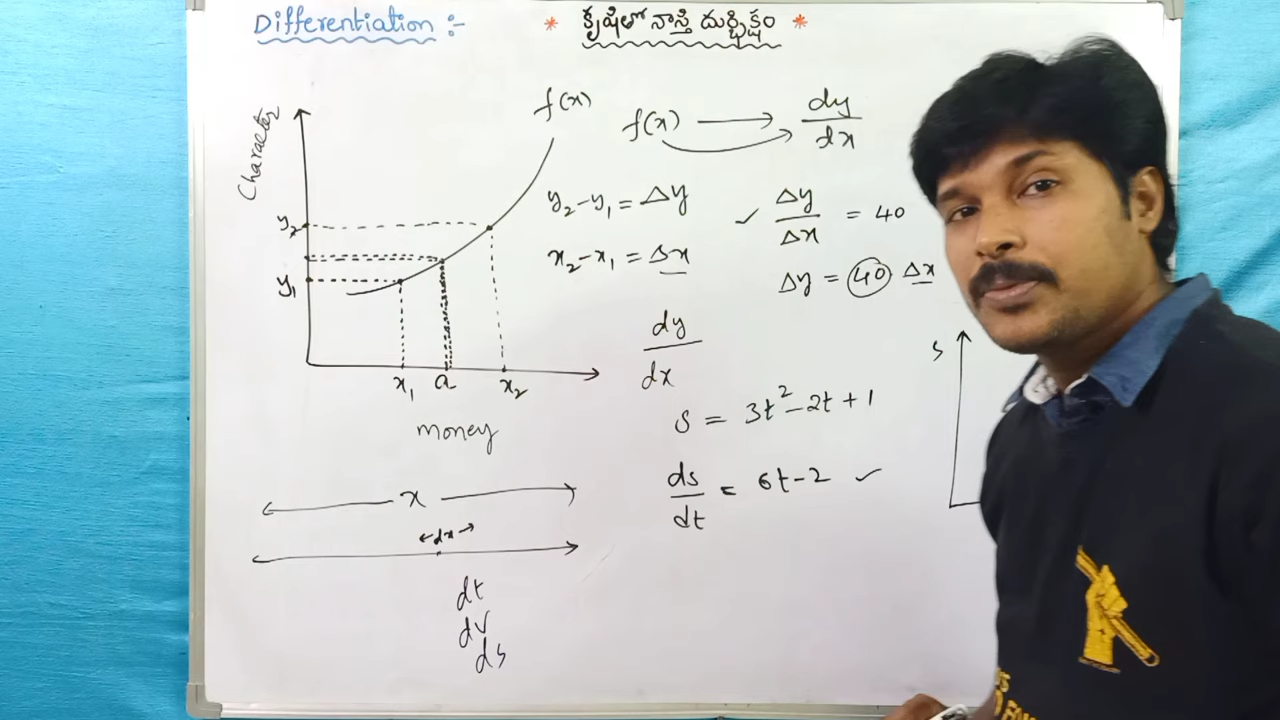 Differentiation :-
* కృషితో నాస్తి దుర్భిక్షం *
Character
f(x)
y₂
y₁
x₁ a x₂
money
f(x) → dy/dx
y₂-y₁ = Δy
x₂-x₁ = Δx
✓ Δy/Δx = 40
Δy = 40 Δx
dy/dx
s = 3t²-2t+1
ds/dt = 6t-2 ✓
s
x
dx
dt
dv
ds